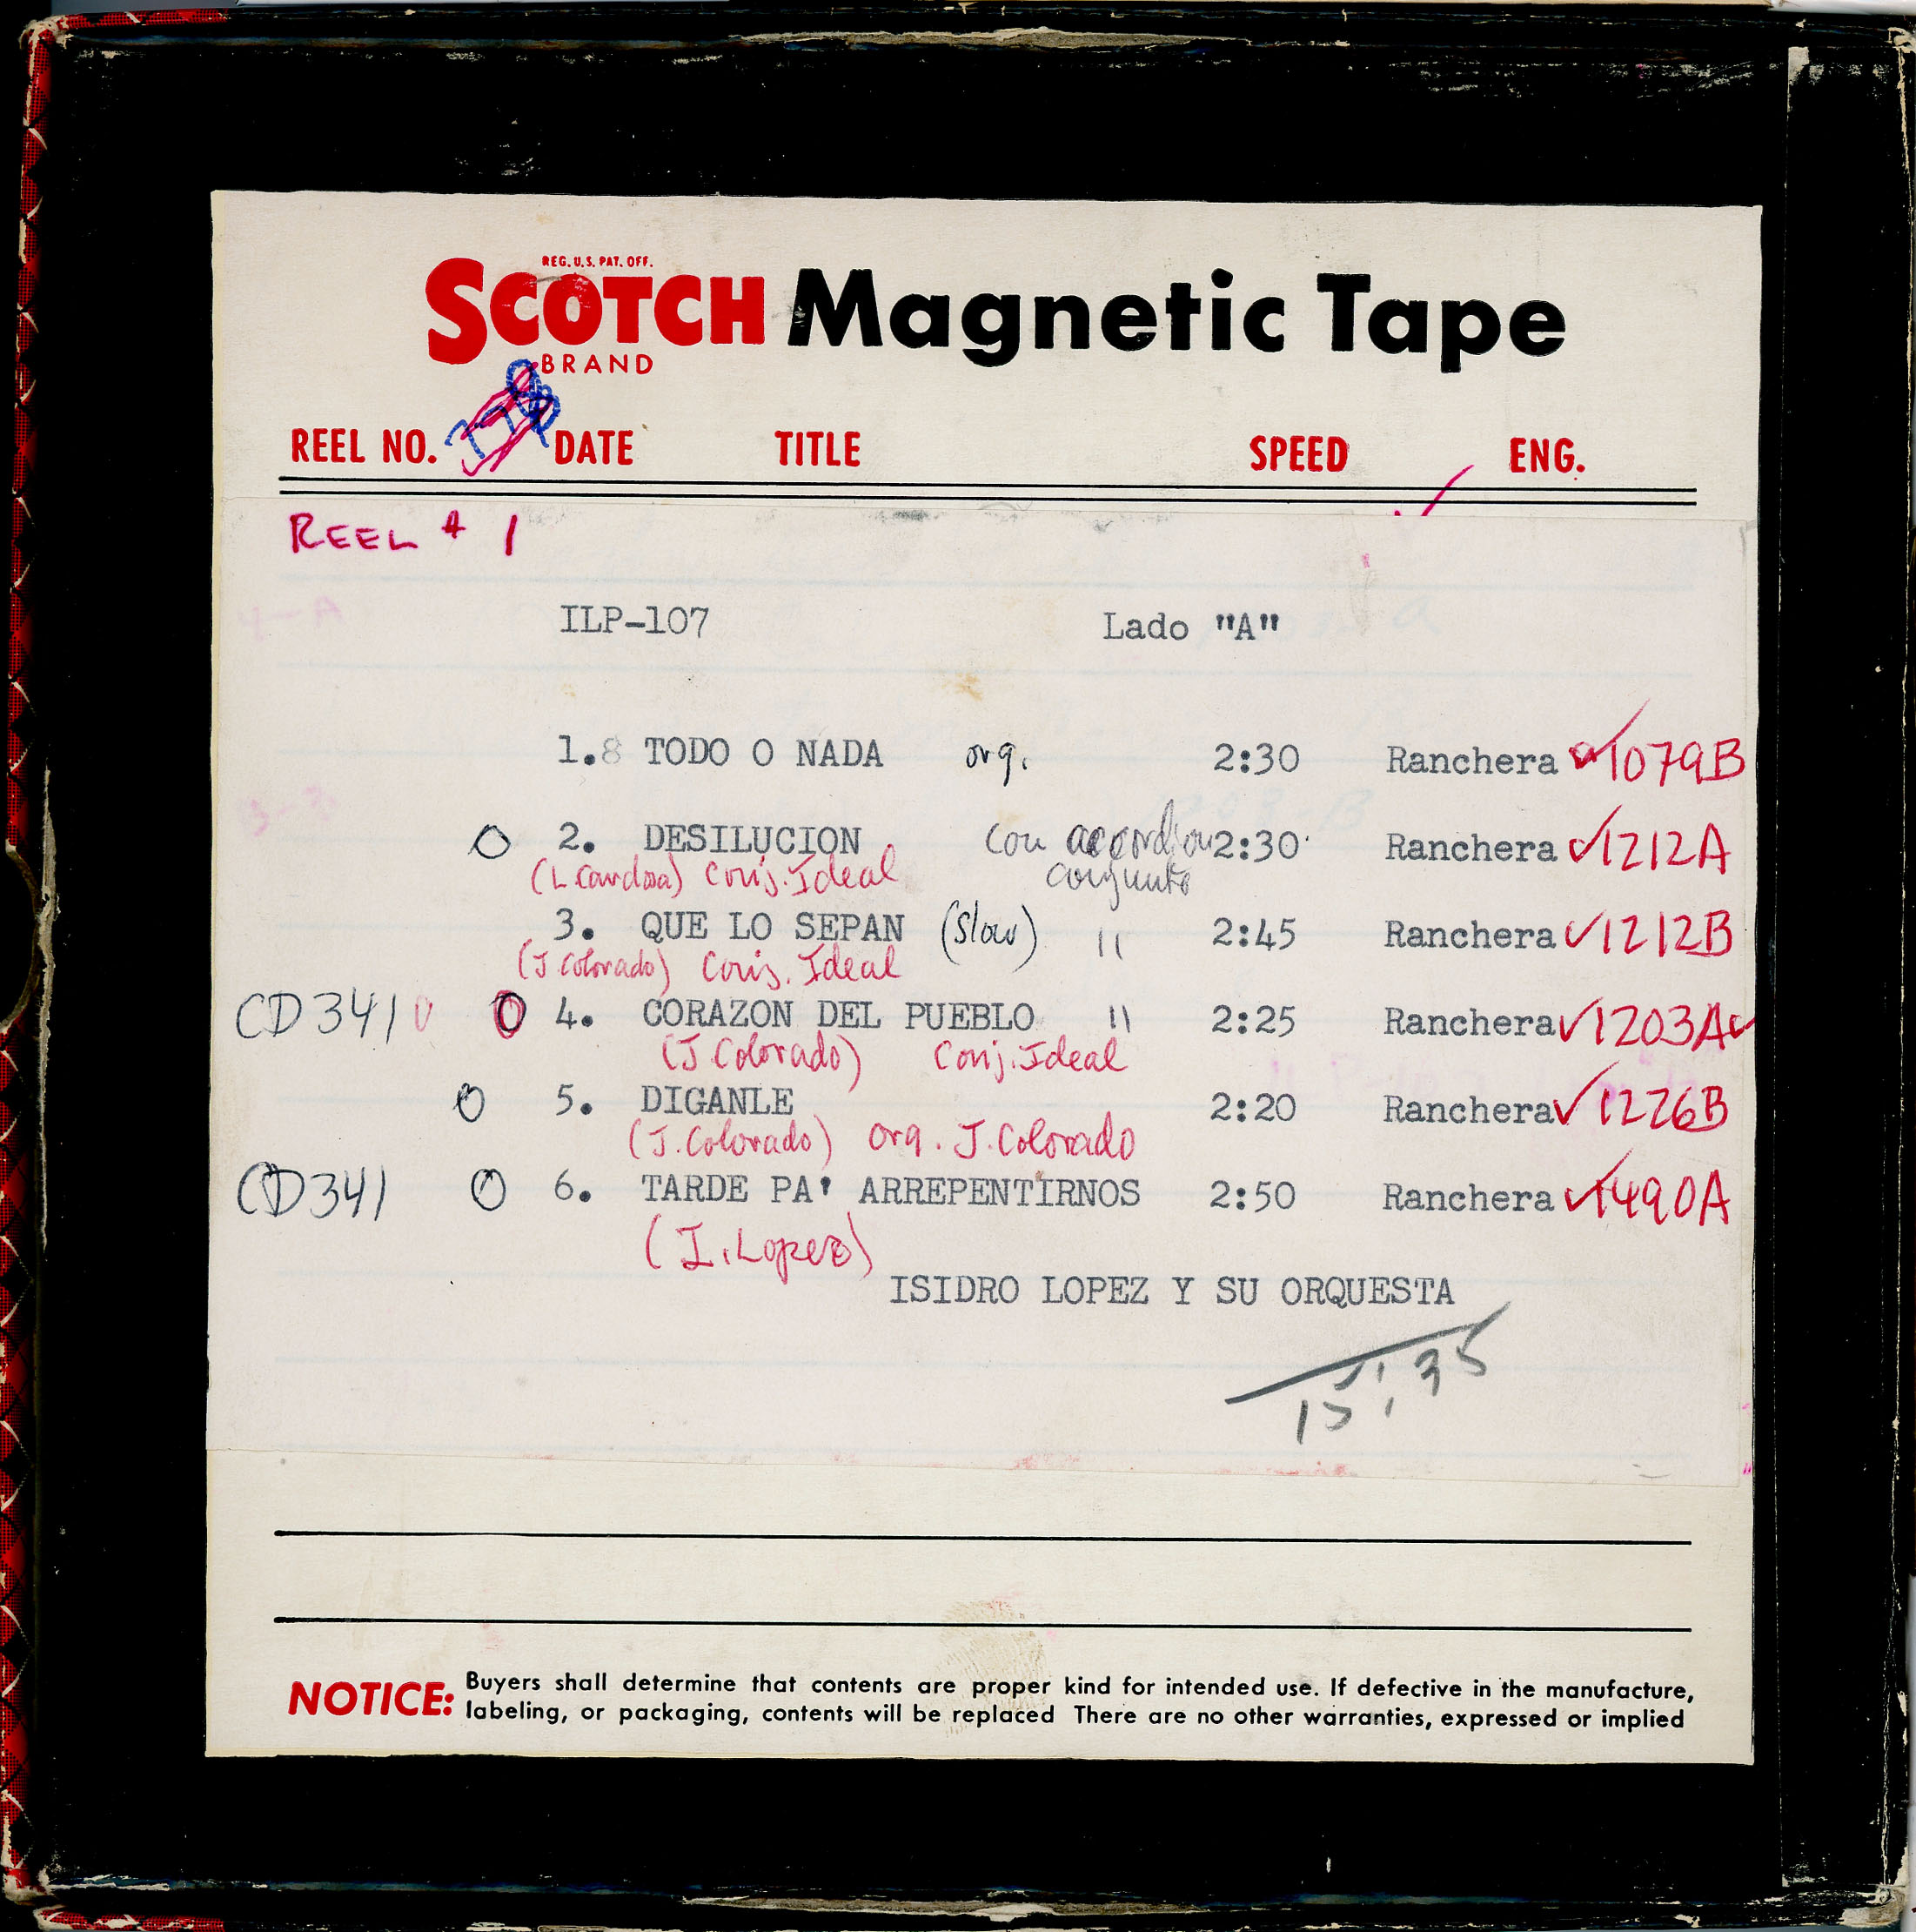 REG. U.S. PAT. OFF.
SCOTCH Magnetic Tape
BRAND
REEL NO. DATE TITLE SPEED ENG.
REEL # 1
ILP-107 Lado "A"
1. TODO O NADA orq. 2:30 Ranchera ✓1079B
O 2. DESILUCION con accordion 2:30 Ranchera ✓1212A
(L. Cardoza) Conj. Ideal conjunto
3. QUE LO SEPAN (Slow) " 2:45 Ranchera ✓1212B
(J. Colorado) Conj. Ideal
CD341 O 4. CORAZON DEL PUEBLO " 2:25 Ranchera ✓1203A✓
(J. Colorado) Conj. Ideal
O 5. DIGANLE 2:20 Ranchera ✓1226B
(J. Colorado) Orq. J. Colorado
CD341 O 6. TARDE PA' ARREPENTIRNOS 2:50 Ranchera ✓1490A
(I. Lopez)
ISIDRO LOPEZ Y SU ORQUESTA
15:35
NOTICE: Buyers shall determine that contents are proper kind for intended use. If defective in the manufacture,
labeling, or packaging, contents will be replaced There are no other warranties, expressed or implied